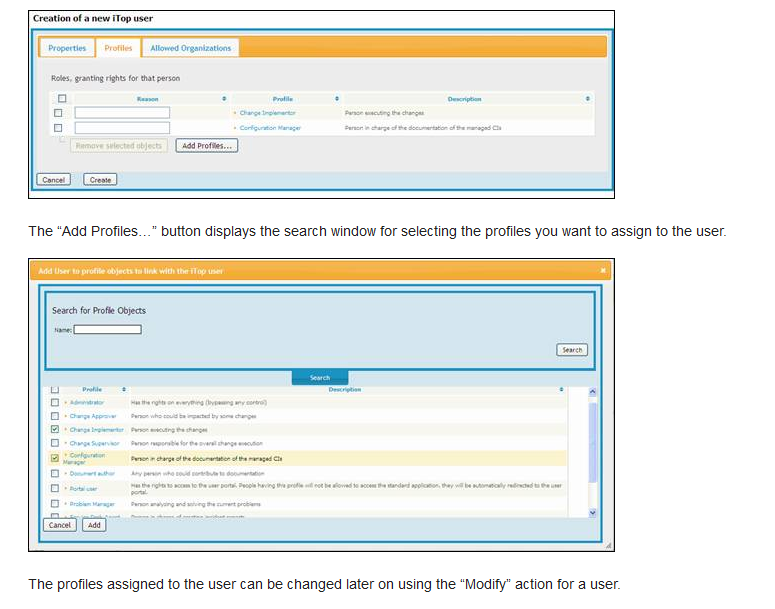 Creation of a new iTop user
Properties Profiles Allowed Organizations
Roles, granting rights for that person
Reason Profile Description
Change Implementor Person executing the changes
Configuration Manager Person in charge of the documentation of the managed CIs
Remove selected objects Add Profiles...
Cancel Create
The “Add Profiles…” button displays the search window for selecting the profiles you want to assign to the user.
Add User to profile objects to link with the iTop user
Search for Profile Objects
Name:
Search
Search
Profile Description
Administrator Has the rights on everything (bypassing any control)
Change Approver Person who could be impacted by some changes
Change Implementor Person executing the changes
Change Supervisor Person responsible for the overall change execution
Configuration
Manager Person in charge of the documentation of the managed CIs
Document author Any person who could contribute to documentation
Portal user Has the rights to access to the user portal. People having this profile will not be allowed to access the standard application, they will be automatically redirected to the user
portal.
Problem Manager Person analyzing and solving the current problems
Cancel Add
The profiles assigned to the user can be changed later on using the “Modify” action for a user.